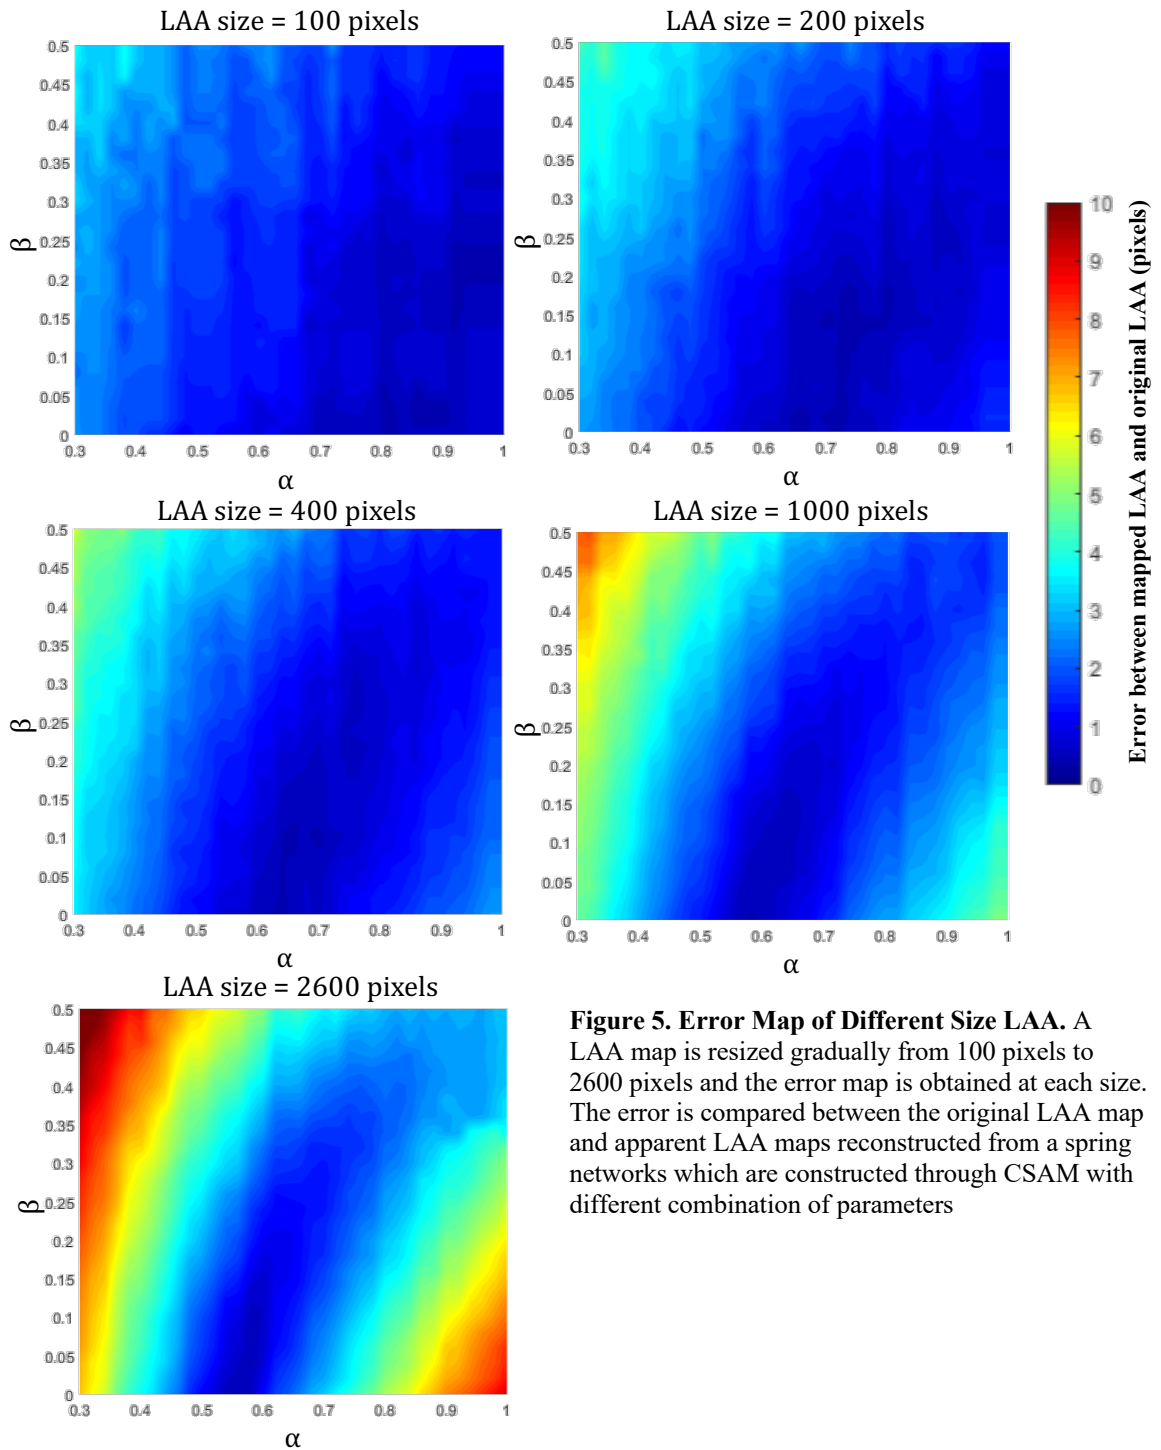 LAA size = 100 pixels
0.5
0.45
0.4
0.35
0.3
0.25
0.2
0.15
0.1
0.05
0
β
0.3 0.4 0.5 0.6 0.7 0.8 0.9 1
α
LAA size = 200 pixels
0.5
0.45
0.4
0.35
0.3
0.25
0.2
0.15
0.1
0.05
0
β
0.3 0.4 0.5 0.6 0.7 0.8 0.9 1
α
LAA size = 400 pixels
0.5
0.45
0.4
0.35
0.3
0.25
0.2
0.15
0.1
0.05
0
β
0.3 0.4 0.5 0.6 0.7 0.8 0.9 1
α
LAA size = 1000 pixels
0.5
0.45
0.4
0.35
0.3
0.25
0.2
0.15
0.1
0.05
0
β
0.3 0.4 0.5 0.6 0.7 0.8 0.9 1
α
10
9
8
7
6
5
4
3
2
1
0
Error between mapped LAA and original LAA (pixels)
LAA size = 2600 pixels
0.5
0.45
0.4
0.35
0.3
0.25
0.2
0.15
0.1
0.05
0
β
0.3 0.4 0.5 0.6 0.7 0.8 0.9 1
α
Figure 5. Error Map of Different Size LAA. A
LAA map is resized gradually from 100 pixels to
2600 pixels and the error map is obtained at each size.
The error is compared between the original LAA map
and apparent LAA maps reconstructed from a spring
networks which are constructed through CSAM with
different combination of parameters